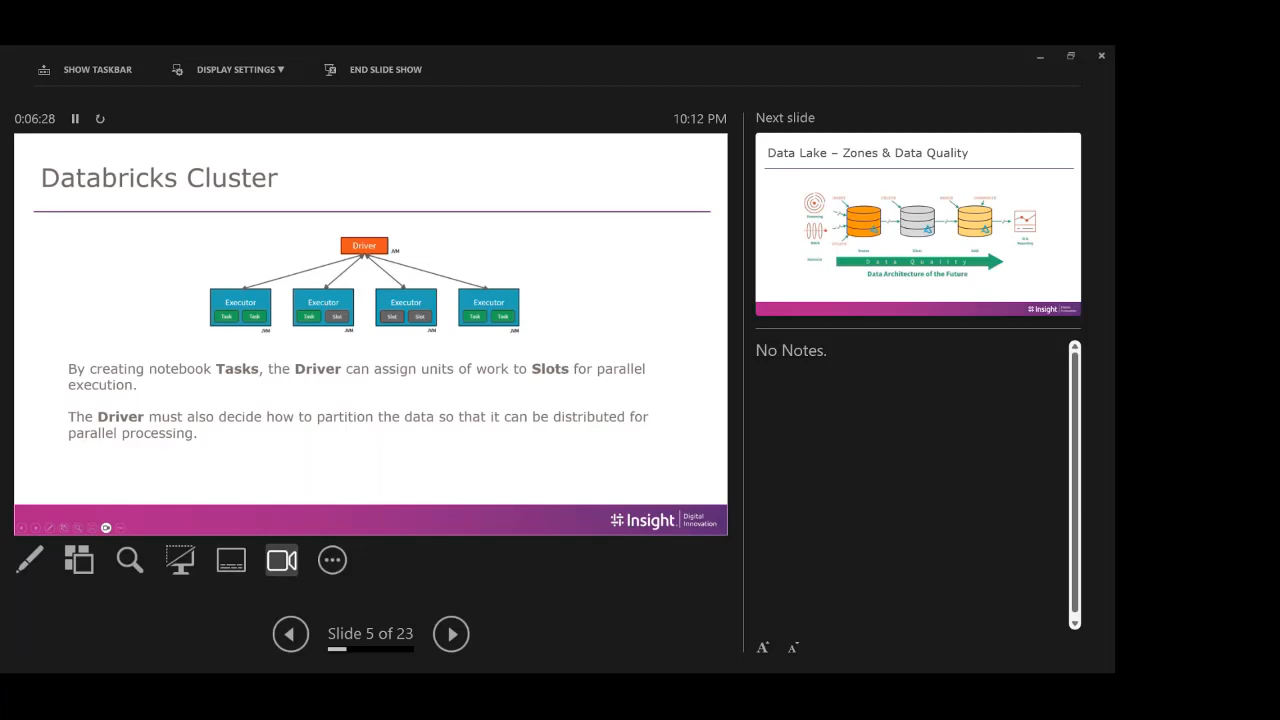 SHOW TASKBAR
DISPLAY SETTINGS ▼
END SLIDE SHOW
0:06:28
10:12 PM
Databricks Cluster
Driver
JVM
Executor
Executor
Executor
Executor
Task Task
Task Slot
Slot Slot
Task Task
JVM
JVM
JVM
JVM
By creating notebook Tasks, the Driver can assign units of work to Slots for parallel
execution.
The Driver must also decide how to partition the data so that it can be distributed for
parallel processing.
Insight
Digital
Innovation
Slide 5 of 23
Next slide
Data Lake – Zones & Data Quality
Streaming
Data Quality
Data Architecture of the Future
Insight
Digital
Innovation
No Notes.
A A